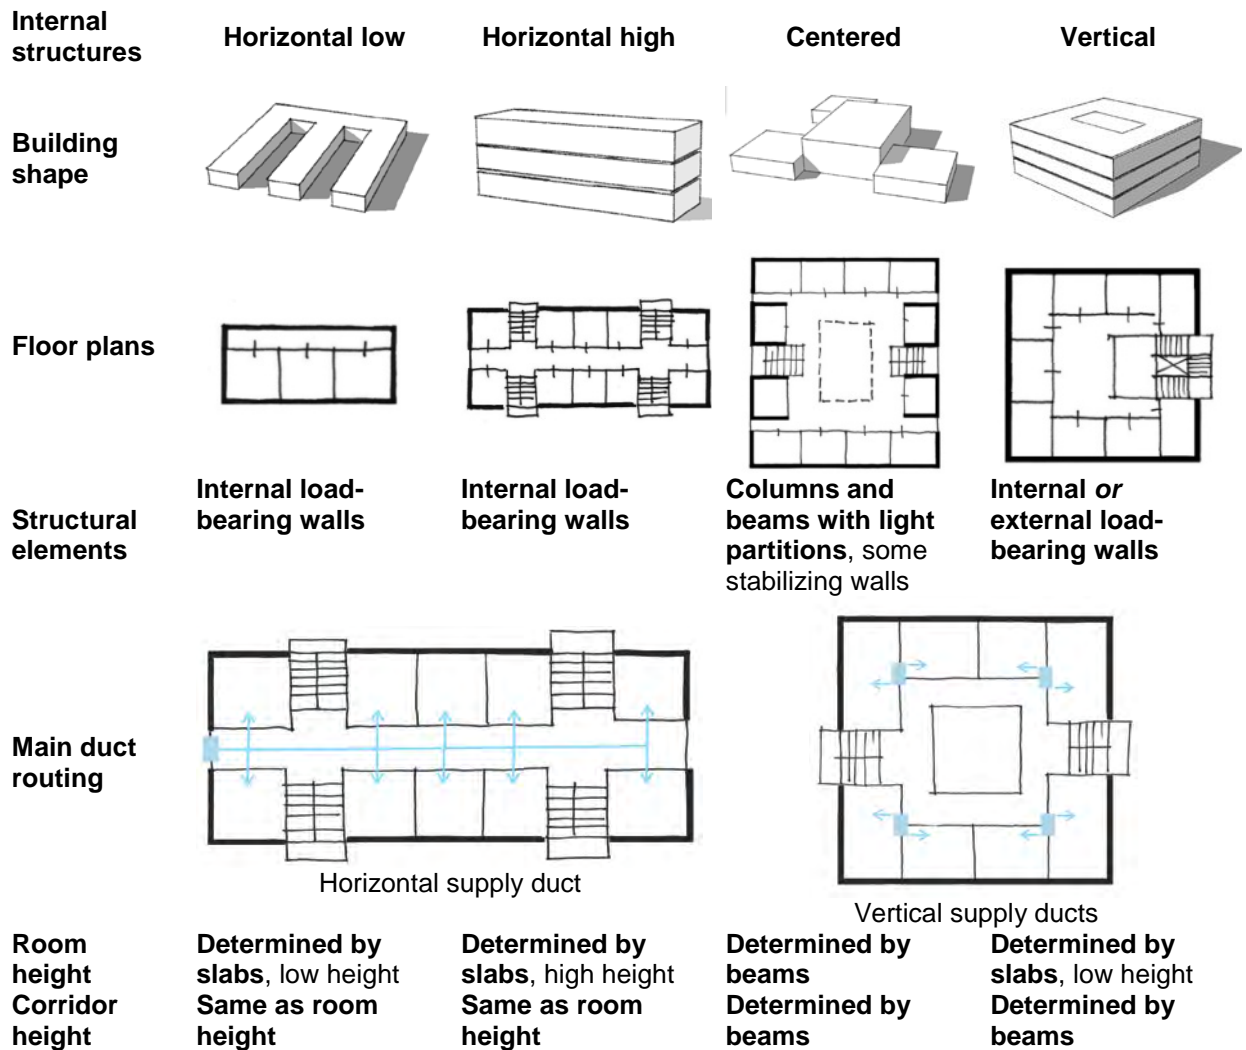 Internal structures
Horizontal low
Horizontal high
Centered
Vertical
Building shape
Floor plans
Structural elements
Internal load-
bearing walls
Internal load-
bearing walls
Columns and
beams with light
partitions, some
stabilizing walls
Internal or
external load-
bearing walls
Main duct
routing
Horizontal supply duct
Vertical supply ducts
Room
height
Determined by
slabs, low height
Determined by
slabs, high height
Determined by
beams
Determined by
slabs, low height
Corridor
height
Same as room
height
Same as room
height
Determined by
beams
Determined by
beams